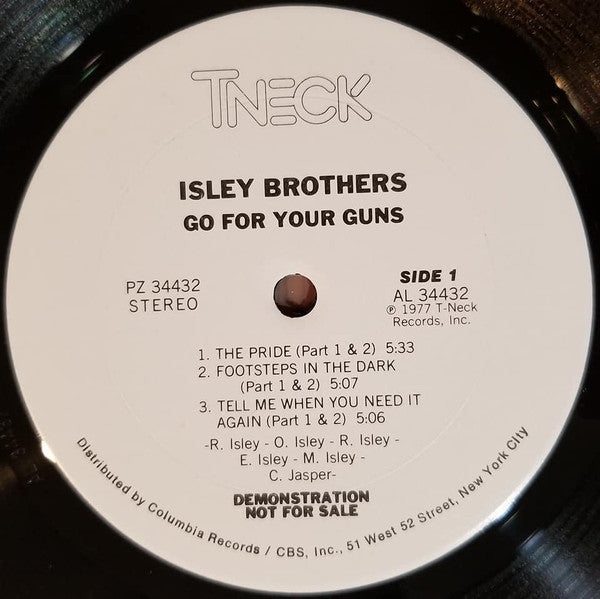 TNECK
ISLEY BROTHERS
GO FOR YOUR GUNS
PZ 34432
STEREO
SIDE 1
AL 34432
℗ 1977 T-Neck
Records, Inc.
1. THE PRIDE (Part 1 & 2) 5:33
2. FOOTSTEPS IN THE DARK
(Part 1 & 2) 5:07
3. TELL ME WHEN YOU NEED IT
AGAIN (Part 1 & 2) 5:06
-R. Isley - O. Isley - R. Isley -
E. Isley - M. Isley -
C. Jasper-
DEMONSTRATION
NOT FOR SALE
Distributed by Columbia Records / CBS, Inc., 51 West 52 Street, New York City